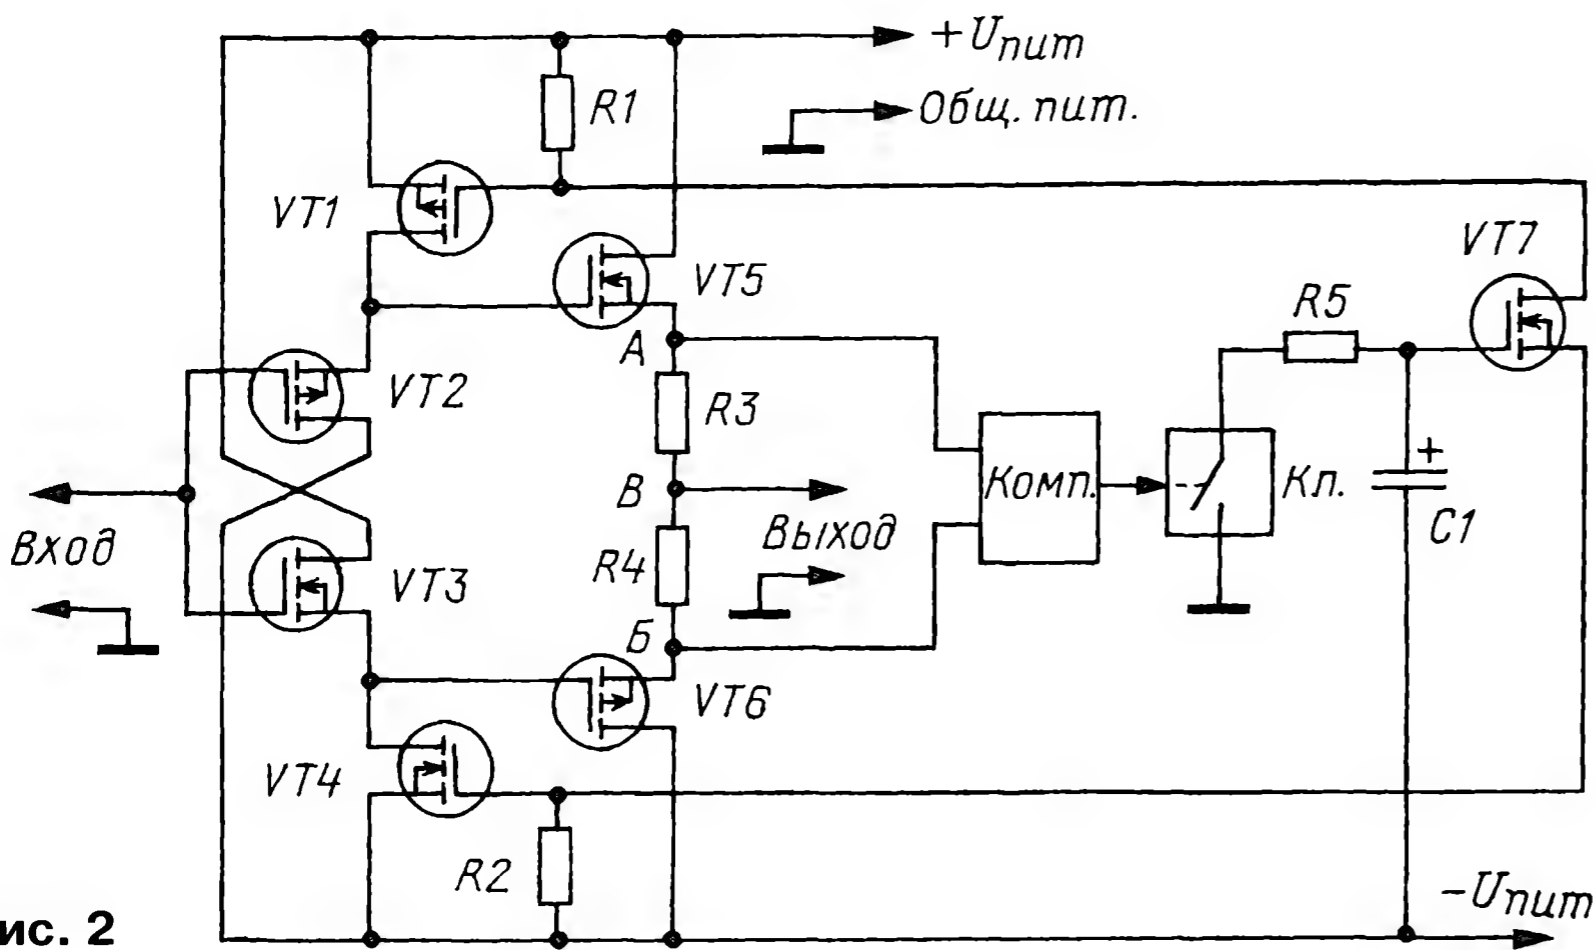 +Uпит
R1
Общ. пит.
VT1
VT7
VT5
R5
А
VT2
R3
Комп.
Кл.
+
В
Вход
Выход
C1
R4
VT3
Б
VT6
VT4
R2
-Uпит
ис. 2